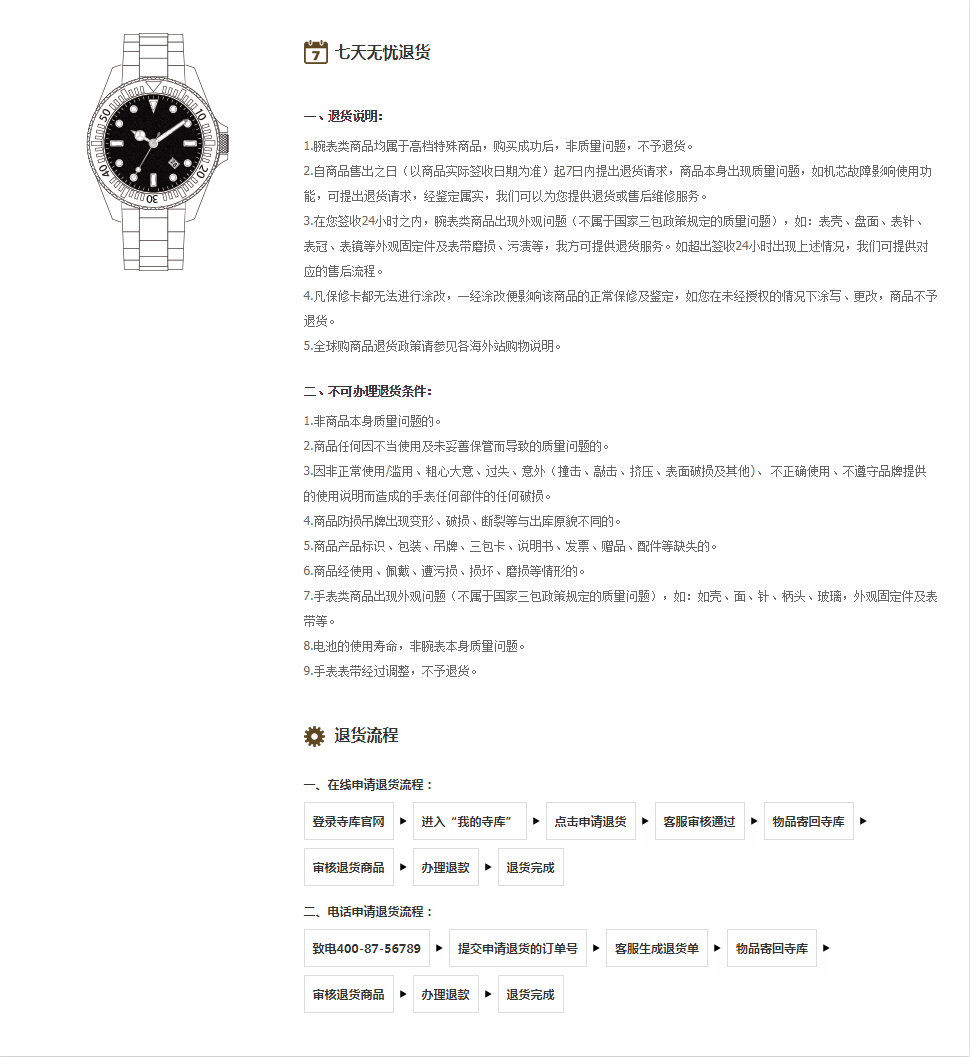 50
10
20
30
40
7
七天无忧退货
一、退货说明：
1.腕表类商品均属于高档特殊商品，购买成功后，非质量问题，不予退货。
2.自商品售出之日（以商品实际签收日期为准）起7日内提出退货请求，商品本身出现质量问题，如机芯故障影响使用功
能，可提出退货请求，经鉴定属实，我们可以为您提供退货或售后维修服务。
3.在您签收24小时之内，腕表类商品出现外观问题（不属于国家三包政策规定的质量问题），如：表壳、盘面、表针、
表冠、表镜等外观固定件及表带磨损、污渍等，我方可提供退货服务。如超出签收24小时出现上述情况，我们可提供对
应的售后流程。
4.凡保修卡都无法进行涂改，一经涂改便影响该商品的正常保修及鉴定，如您在未经授权的情况下涂写、更改，商品不予
退货。
5.全球购商品退货政策请参见各海外站购物说明。
二、不可办理退货条件：
1.非商品本身质量问题的。
2.商品任何因不当使用及未妥善保管而导致的质量问题的。
3.因非正常使用/滥用、粗心大意、过失、意外（撞击、敲击、挤压、表面破损及其他）、 不正确使用、不遵守品牌提供
的使用说明而造成的手表任何部件的任何破损。
4.商品防损吊牌出现变形、破损、断裂等与出库原貌不同的。
5.商品产品标识、包装、吊牌、三包卡、说明书、发票、赠品、配件等缺失的。
6.商品经使用、佩戴、遭污损、损坏、磨损等情形的。
7.手表类商品出现外观问题（不属于国家三包政策规定的质量问题），如：如壳、面、针、柄头、玻璃，外观固定件及表
带等。
8.电池的使用寿命，非腕表本身质量问题。
9.手表表带经过调整，不予退货。
退货流程
一、在线申请退货流程：
登录寺库官网 ▶ 进入“我的寺库” ▶ 点击申请退货 ▶ 客服审核通过 ▶ 物品寄回寺库 ▶
审核退货商品 ▶ 办理退款 ▶ 退货完成
二、电话申请退货流程：
致电400-87-56789 ▶ 提交申请退货的订单号 ▶ 客服生成退货单 ▶ 物品寄回寺库 ▶
审核退货商品 ▶ 办理退款 ▶ 退货完成